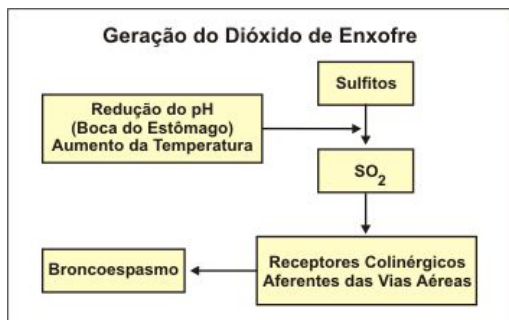 Geração do Dióxido de Enxofre
Sulfitos
Redução do pH
(Boca do Estômago)
Aumento da Temperatura
SO2
Receptores Colinérgicos
Aferentes das Vias Aéreas
Broncoespasmo